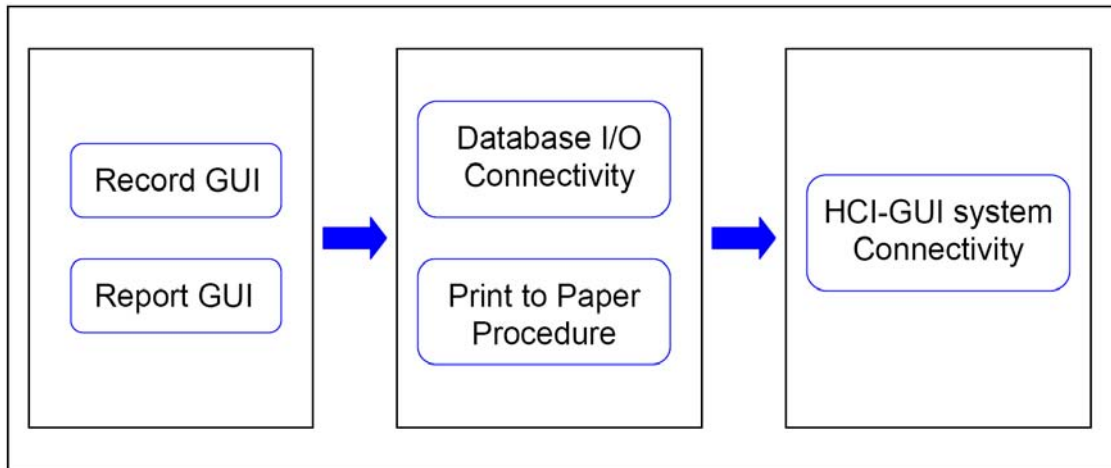 Record GUI
Report GUI
Database I/O
Connectivity
Print to Paper
Procedure
HCI-GUI system
Connectivity